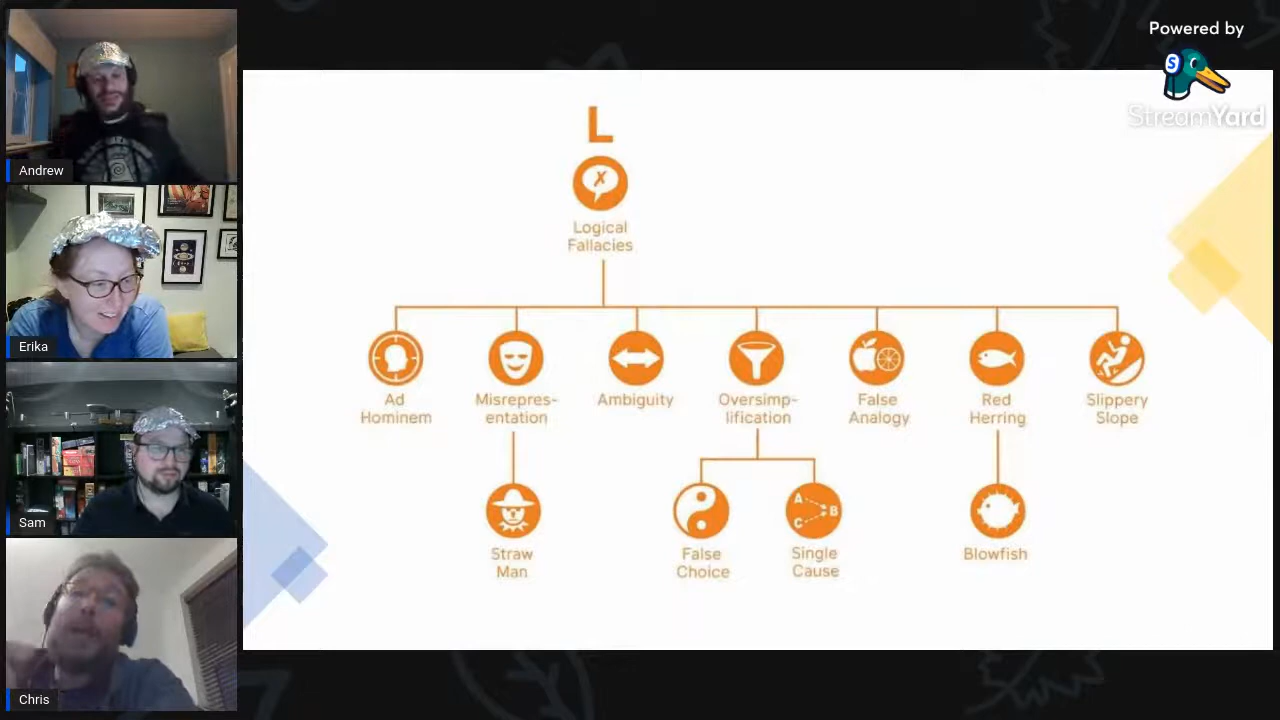 Powered by
StreamYard
S
Andrew
Erika
Sam
Chris
L
X
Logical
Fallacies
Ad
Hominem
Misrepres-
entation
Ambiguity
Oversimp-
lification
False
Analogy
Red
Herring
Slippery
Slope
Straw
Man
False
Choice
A
B
C
Single
Cause
Blowfish